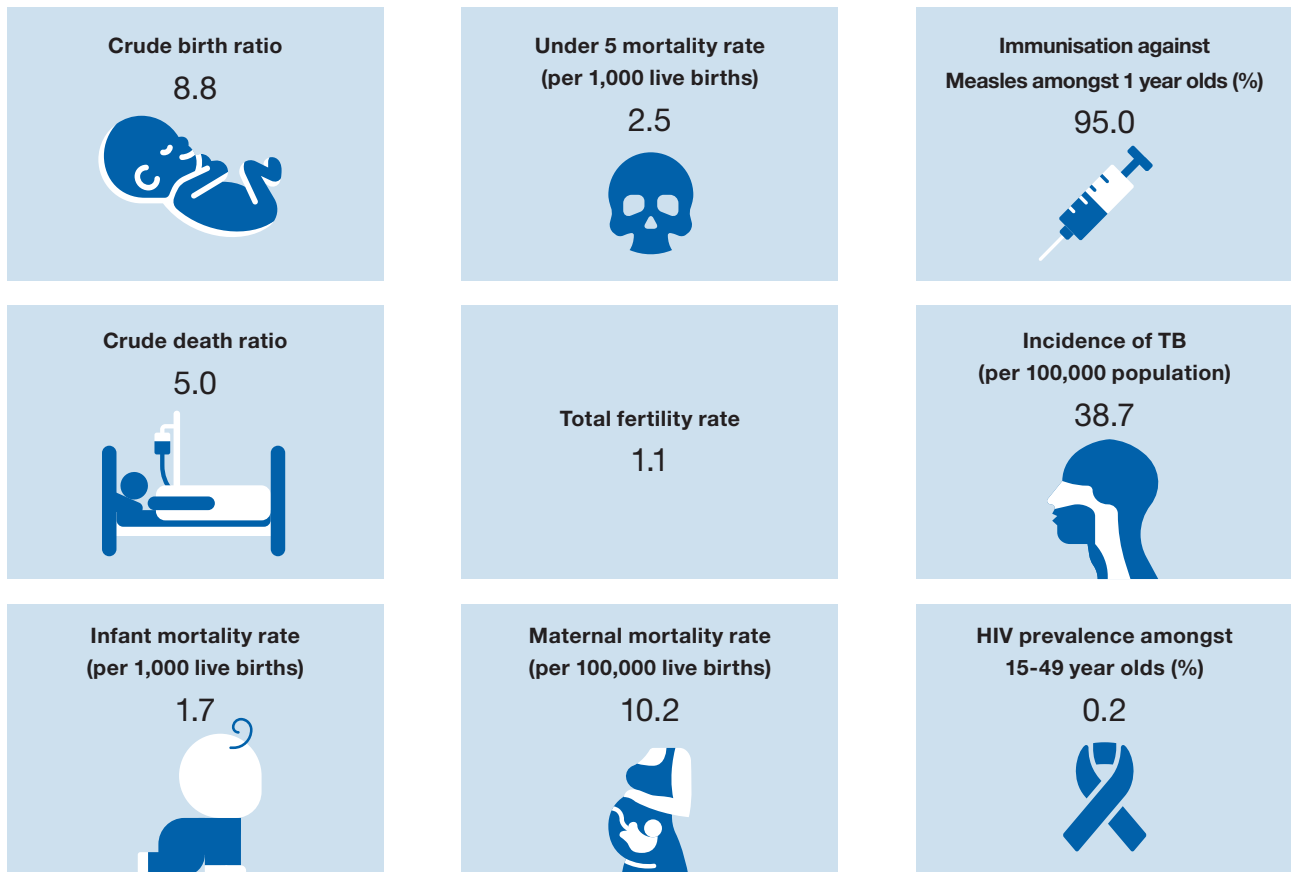 Crude birth ratio
8.8
Under 5 mortality rate
(per 1,000 live births)
2.5
Immunisation against
Measles amongst 1 year olds (%)
95.0
Crude death ratio
5.0
Total fertility rate
1.1
Incidence of TB
(per 100,000 population)
38.7
Infant mortality rate
(per 1,000 live births)
1.7
Maternal mortality rate
(per 100,000 live births)
10.2
HIV prevalence amongst
15-49 year olds (%)
0.2